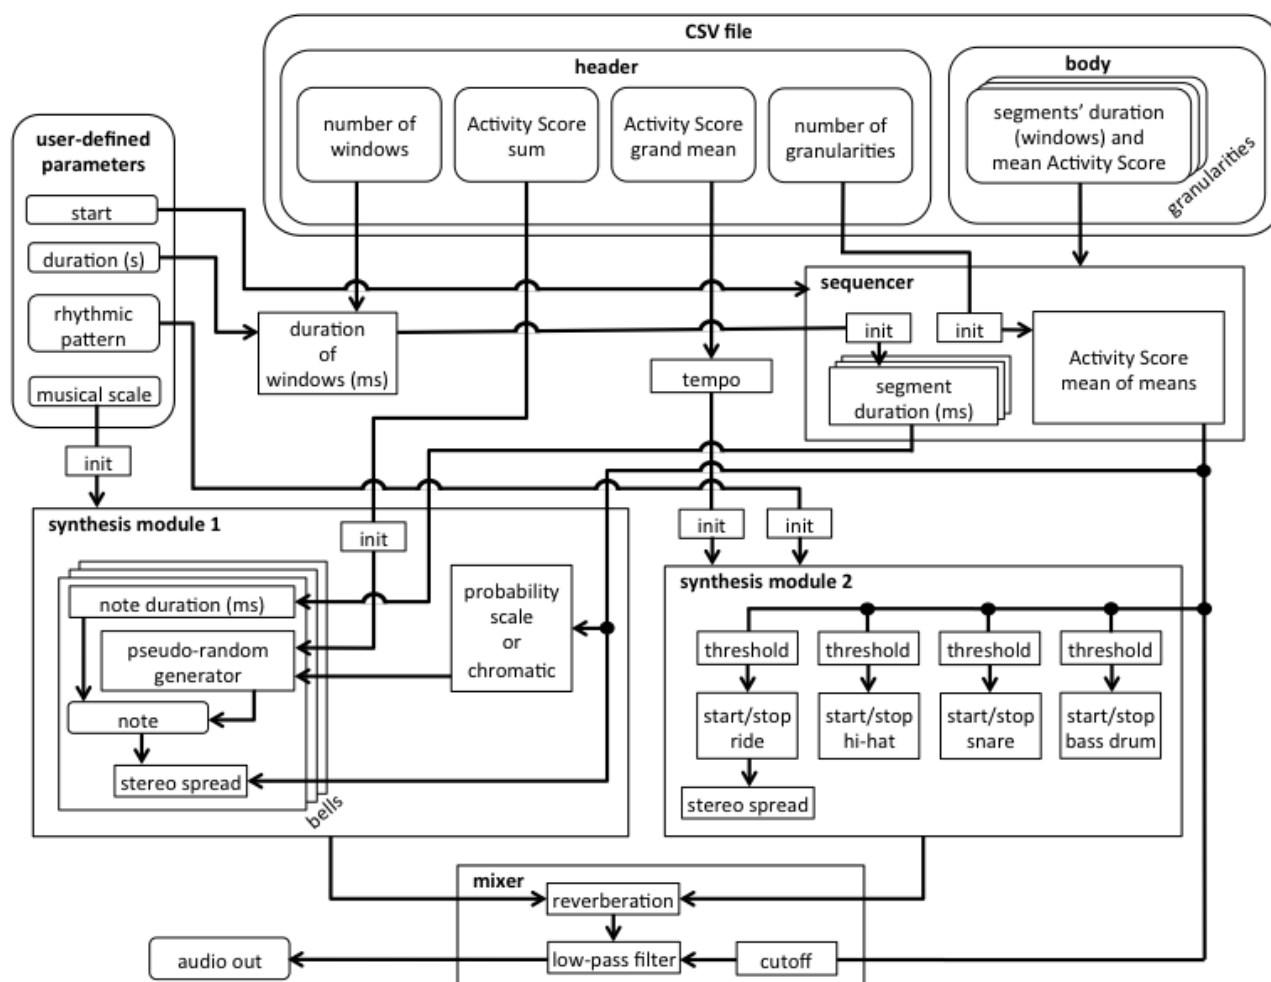 CSV file
header
body
number of
windows
Activity Score
sum
Activity Score
grand mean
number of
granularities
segments’ duration
(windows) and
mean Activity Score
granularities
user-defined
parameters
start
duration (s)
rhythmic
pattern
musical scale
init
duration
of
windows (ms)
tempo
sequencer
init
init
segment
duration (ms)
Activity Score
mean of means
synthesis module 1
init
note duration (ms)
pseudo-random
generator
note
stereo spread
bells
probability
scale
or
chromatic
init
init
synthesis module 2
threshold
threshold
threshold
threshold
start/stop
ride
start/stop
hi-hat
start/stop
snare
start/stop
bass drum
stereo spread
mixer
reverberation
audio out
low-pass filter
cutoff